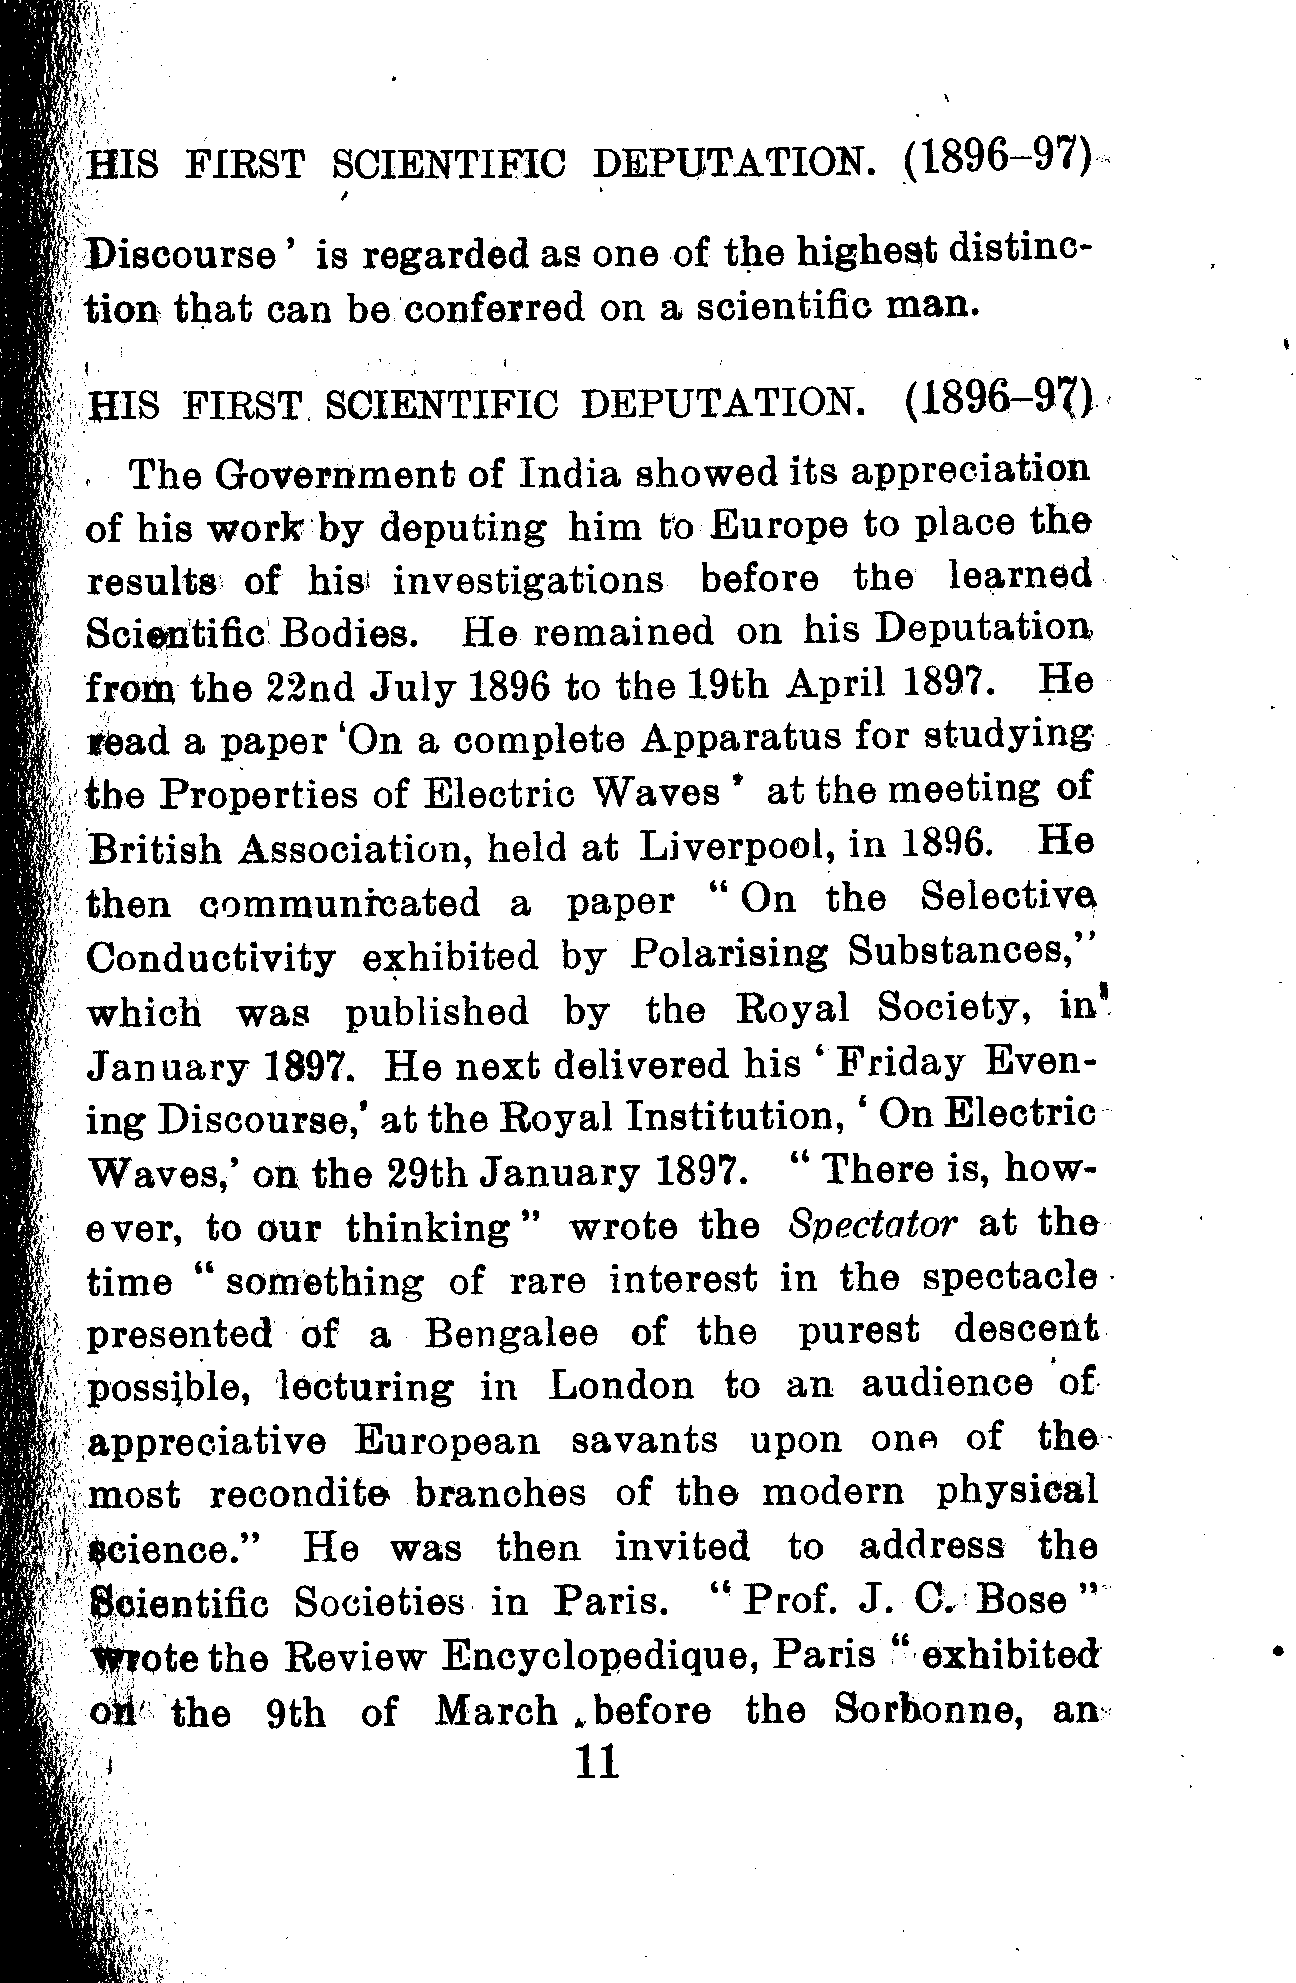 HIS FIRST SCIENTIFIC DEPUTATION. (1896–97)
Discourse ’ is regarded as one of the highest distinc-
tion that can be conferred on a scientific man.
HIS FIRST SCIENTIFIC DEPUTATION. (1896–97)
The Government of India showed its appreciation
of his work by deputing him to Europe to place the
results of his investigations before the learned
Scientific Bodies. He remained on his Deputation
from the 22nd July 1896 to the 19th April 1897. He
read a paper ‘On a complete Apparatus for studying
the Properties of Electric Waves ’ at the meeting of
British Association, held at Liverpool, in 1896. He
then communicated a paper “ On the Selective
Conductivity exhibited by Polarising Substances,”
which was published by the Royal Society, in
January 1897. He next delivered his ‘ Friday Even-
ing Discourse,’ at the Royal Institution, ‘ On Electric
Waves,’ on the 29th January 1897. “ There is, how-
ever, to our thinking ” wrote the Spectator at the
time “ something of rare interest in the spectacle
presented of a Bengalee of the purest descent
possible, lecturing in London to an audience of
appreciative European savants upon one of the
most recondite branches of the modern physical
science.” He was then invited to address the
Scientific Societies in Paris. “ Prof. J. C. Bose ”
wrote the Review Encyclopedique, Paris “ exhibited
on the 9th of March before the Sorbonne, an
11